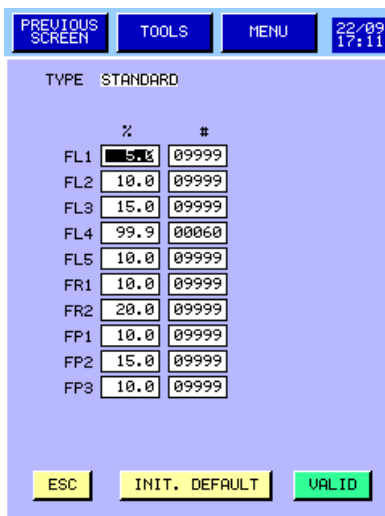 PREVIOUS SCREEN TOOLS MENU 22/09 17:11
TYPE STANDARD
% #
FL1 5.0 09999
FL2 10.0 09999
FL3 15.0 09999
FL4 99.9 00060
FL5 10.0 09999
FR1 10.0 09999
FR2 20.0 09999
FP1 10.0 09999
FP2 15.0 09999
FP3 10.0 09999
ESC INIT. DEFAULT VALID